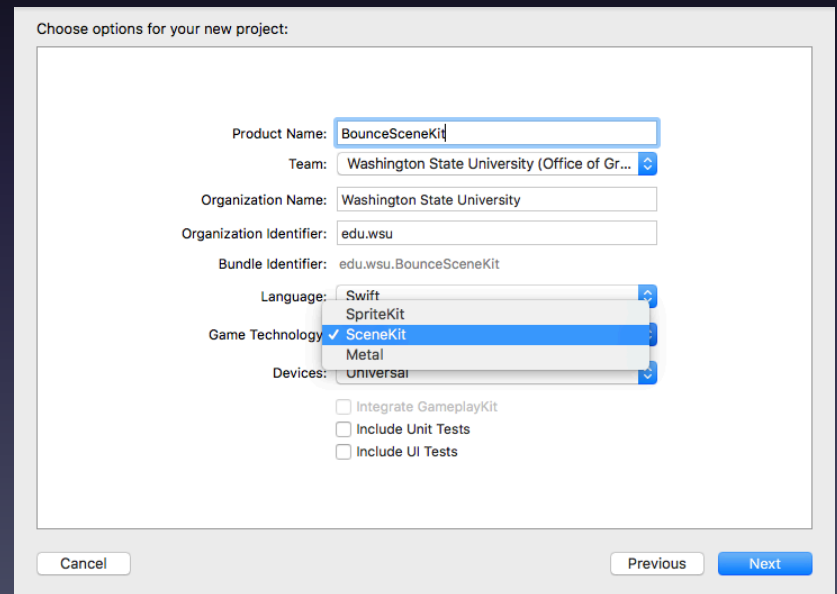 Choose options for your new project:
Product Name: BounceSceneKit
Team: Washington State University (Office of Gr...
Organization Name: Washington State University
Organization Identifier: edu.wsu
Bundle Identifier: edu.wsu.BounceSceneKit
Language: Swift
SpriteKit
Game Technology ✓ SceneKit
Metal
Devices: Universal
Integrate GameplayKit
Include Unit Tests
Include UI Tests
Cancel Previous Next